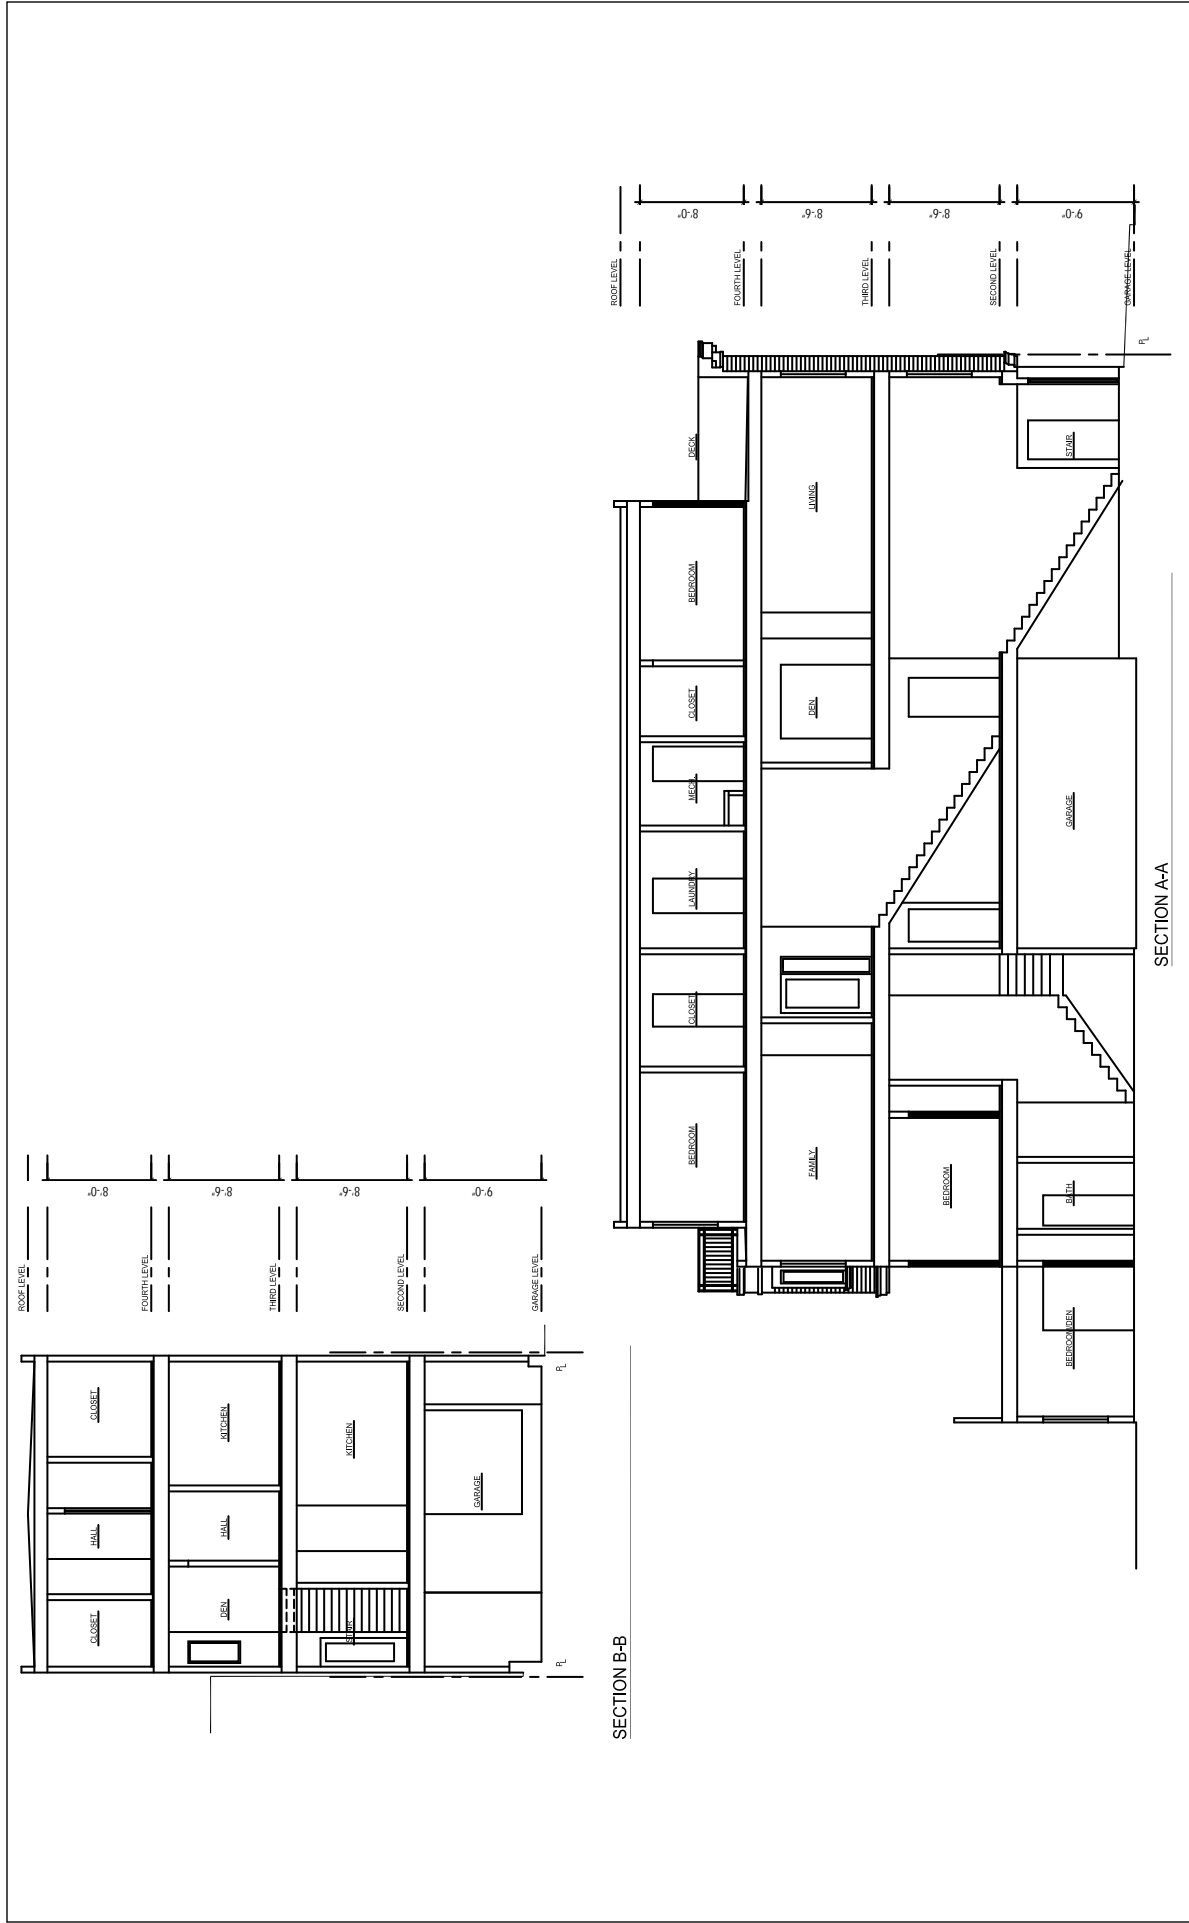 ROOF LEVEL
8'-0"
FOURTH LEVEL
8'-6"
THIRD LEVEL
8'-6"
SECOND LEVEL
9'-0"
GARAGE LEVEL
CLOSET
HALL
CLOSET
KITCHEN
HALL
DEN
KITCHEN
STAIR
GARAGE
PL
PL
SECTION B-B
ROOF LEVEL
8'-0"
FOURTH LEVEL
8'-6"
THIRD LEVEL
8'-6"
SECOND LEVEL
9'-0"
GARAGE LEVEL
BEDROOM
CLOSET
LAUNDRY
MECH.
CLOSET
BEDROOM
DECK
FAMILY
DEN
LIVING
BEDROOM
BEDROOM/DEN
BATH
GARAGE
STAIR
PL
SECTION A-A